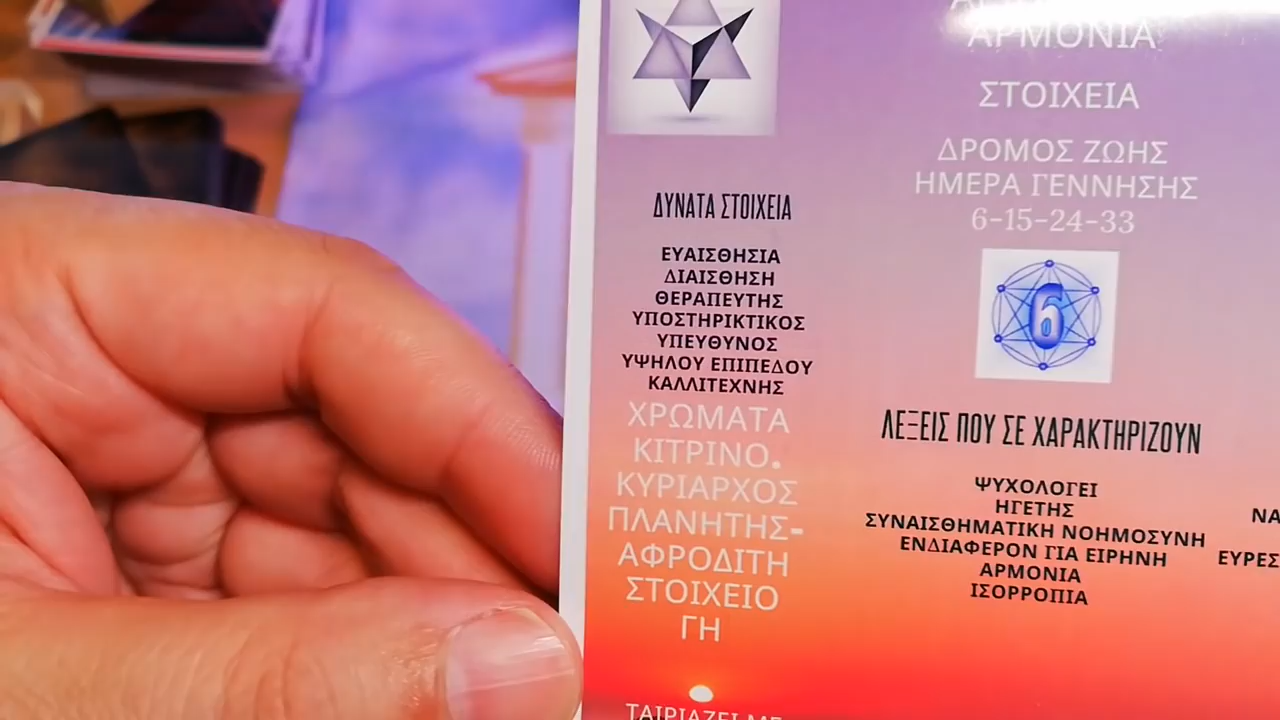 ΑΡΜΟΝΙΑ
ΣΤΟΙΧΕΙΑ
ΔΡΟΜΟΣ ΖΩΗΣ
ΗΜΕΡΑ ΓΕΝΝΗΣΗΣ
6-15-24-33
6
ΔΥΝΑΤΑ ΣΤΟΙΧΕΙΑ
ΕΥΑΙΣΘΗΣΙΑ
ΔΙΑΙΣΘΗΣΗ
ΘΕΡΑΠΕΥΤΗΣ
ΥΠΟΣΤΗΡΙΚΤΙΚΟΣ
ΥΠΕΥΘΥΝΟΣ
ΥΨΗΛΟΥ ΕΠΙΠΕΔΟΥ
ΚΑΛΛΙΤΕΧΝΗΣ
ΧΡΩΜΑΤΑ
ΚΙΤΡΙΝΟ.
ΚΥΡΙΑΡΧΟΣ
ΠΛΑΝΗΤΗΣ-
ΑΦΡΟΔΙΤΗ
ΣΤΟΙΧΕΙΟ
ΓΗ
ΤΑΙΡΙΑΖΕΙ ΜΕ
ΛΕΞΕΙΣ ΠΟΥ ΣΕ ΧΑΡΑΚΤΗΡΙΖΟΥΝ
ΨΥΧΟΛΟΓΕΙ
ΗΓΕΤΗΣ
ΣΥΝΑΙΣΘΗΜΑΤΙΚΗ ΝΟΗΜΟΣΥΝΗ
ΕΝΔΙΑΦΕΡΟΝ ΓΙΑ ΕΙΡΗΝΗ
ΑΡΜΟΝΙΑ
ΙΣΟΡΡΟΠΙΑ